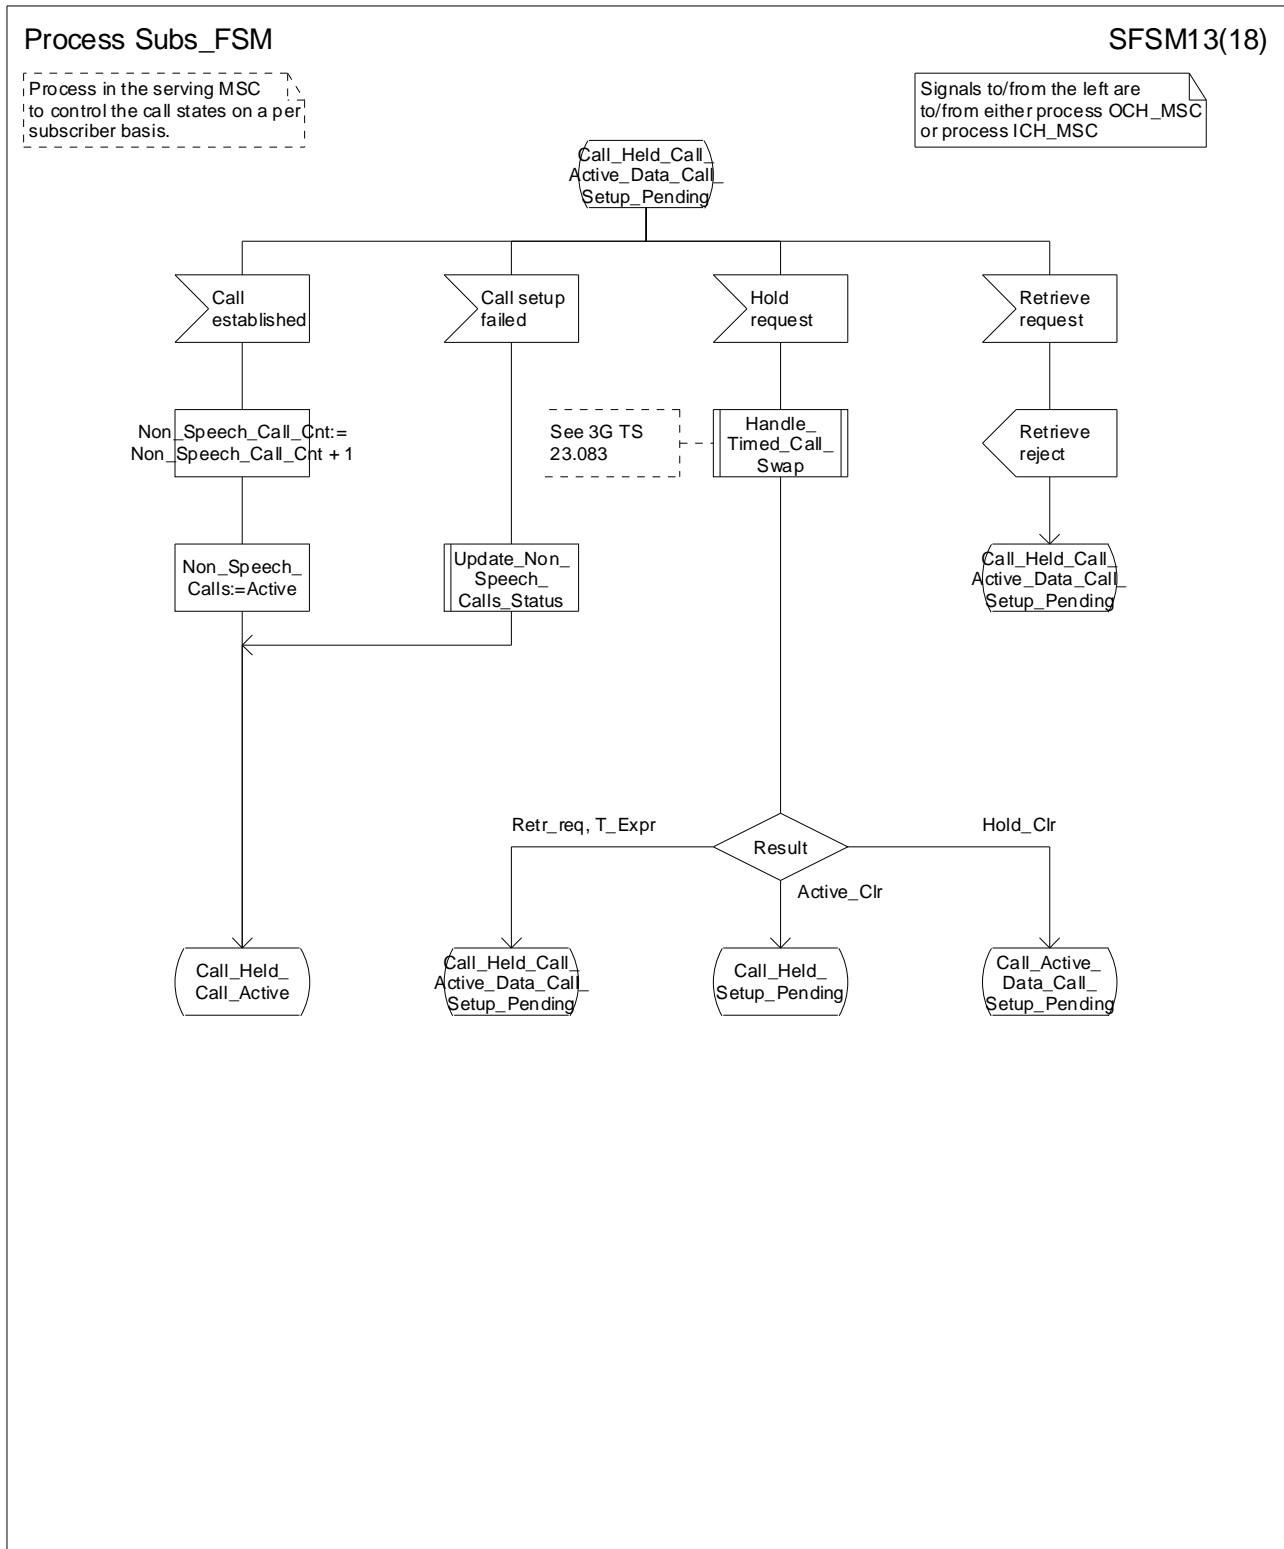 Process Subs_FSM
SFSM13(18)
Process in the serving MSC
to control the call states on a per
subscriber basis.
Signals to/from the left are
to/from either process OCH_MSC
or process ICH_MSC
Call_Held_Call_
Active_Data_Call_
Setup_Pending
Call
established
Call setup
failed
Hold
request
Retrieve
request
Non_Speech_Call_Cnt:=
Non_Speech_Call_Cnt + 1
See 3G TS
23.083
Handle_
Timed_Call_
Swap
Retrieve
reject
Non_Speech_
Calls:=Active
Update_Non_
Speech_
Calls_Status
Call_Held_Call_
Active_Data_Call_
Setup_Pending
Retr_req, T_Expr
Result
Hold_Clr
Active_Clr
Call_Held_
Call_Active
Call_Held_Call_
Active_Data_Call_
Setup_Pending
Call_Held_
Setup_Pending
Call_Active_
Data_Call_
Setup_Pending